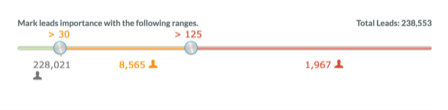 Mark leads importance with the following ranges. Total Leads: 238,553
> 30 > 125
228,021 8,565 1,967